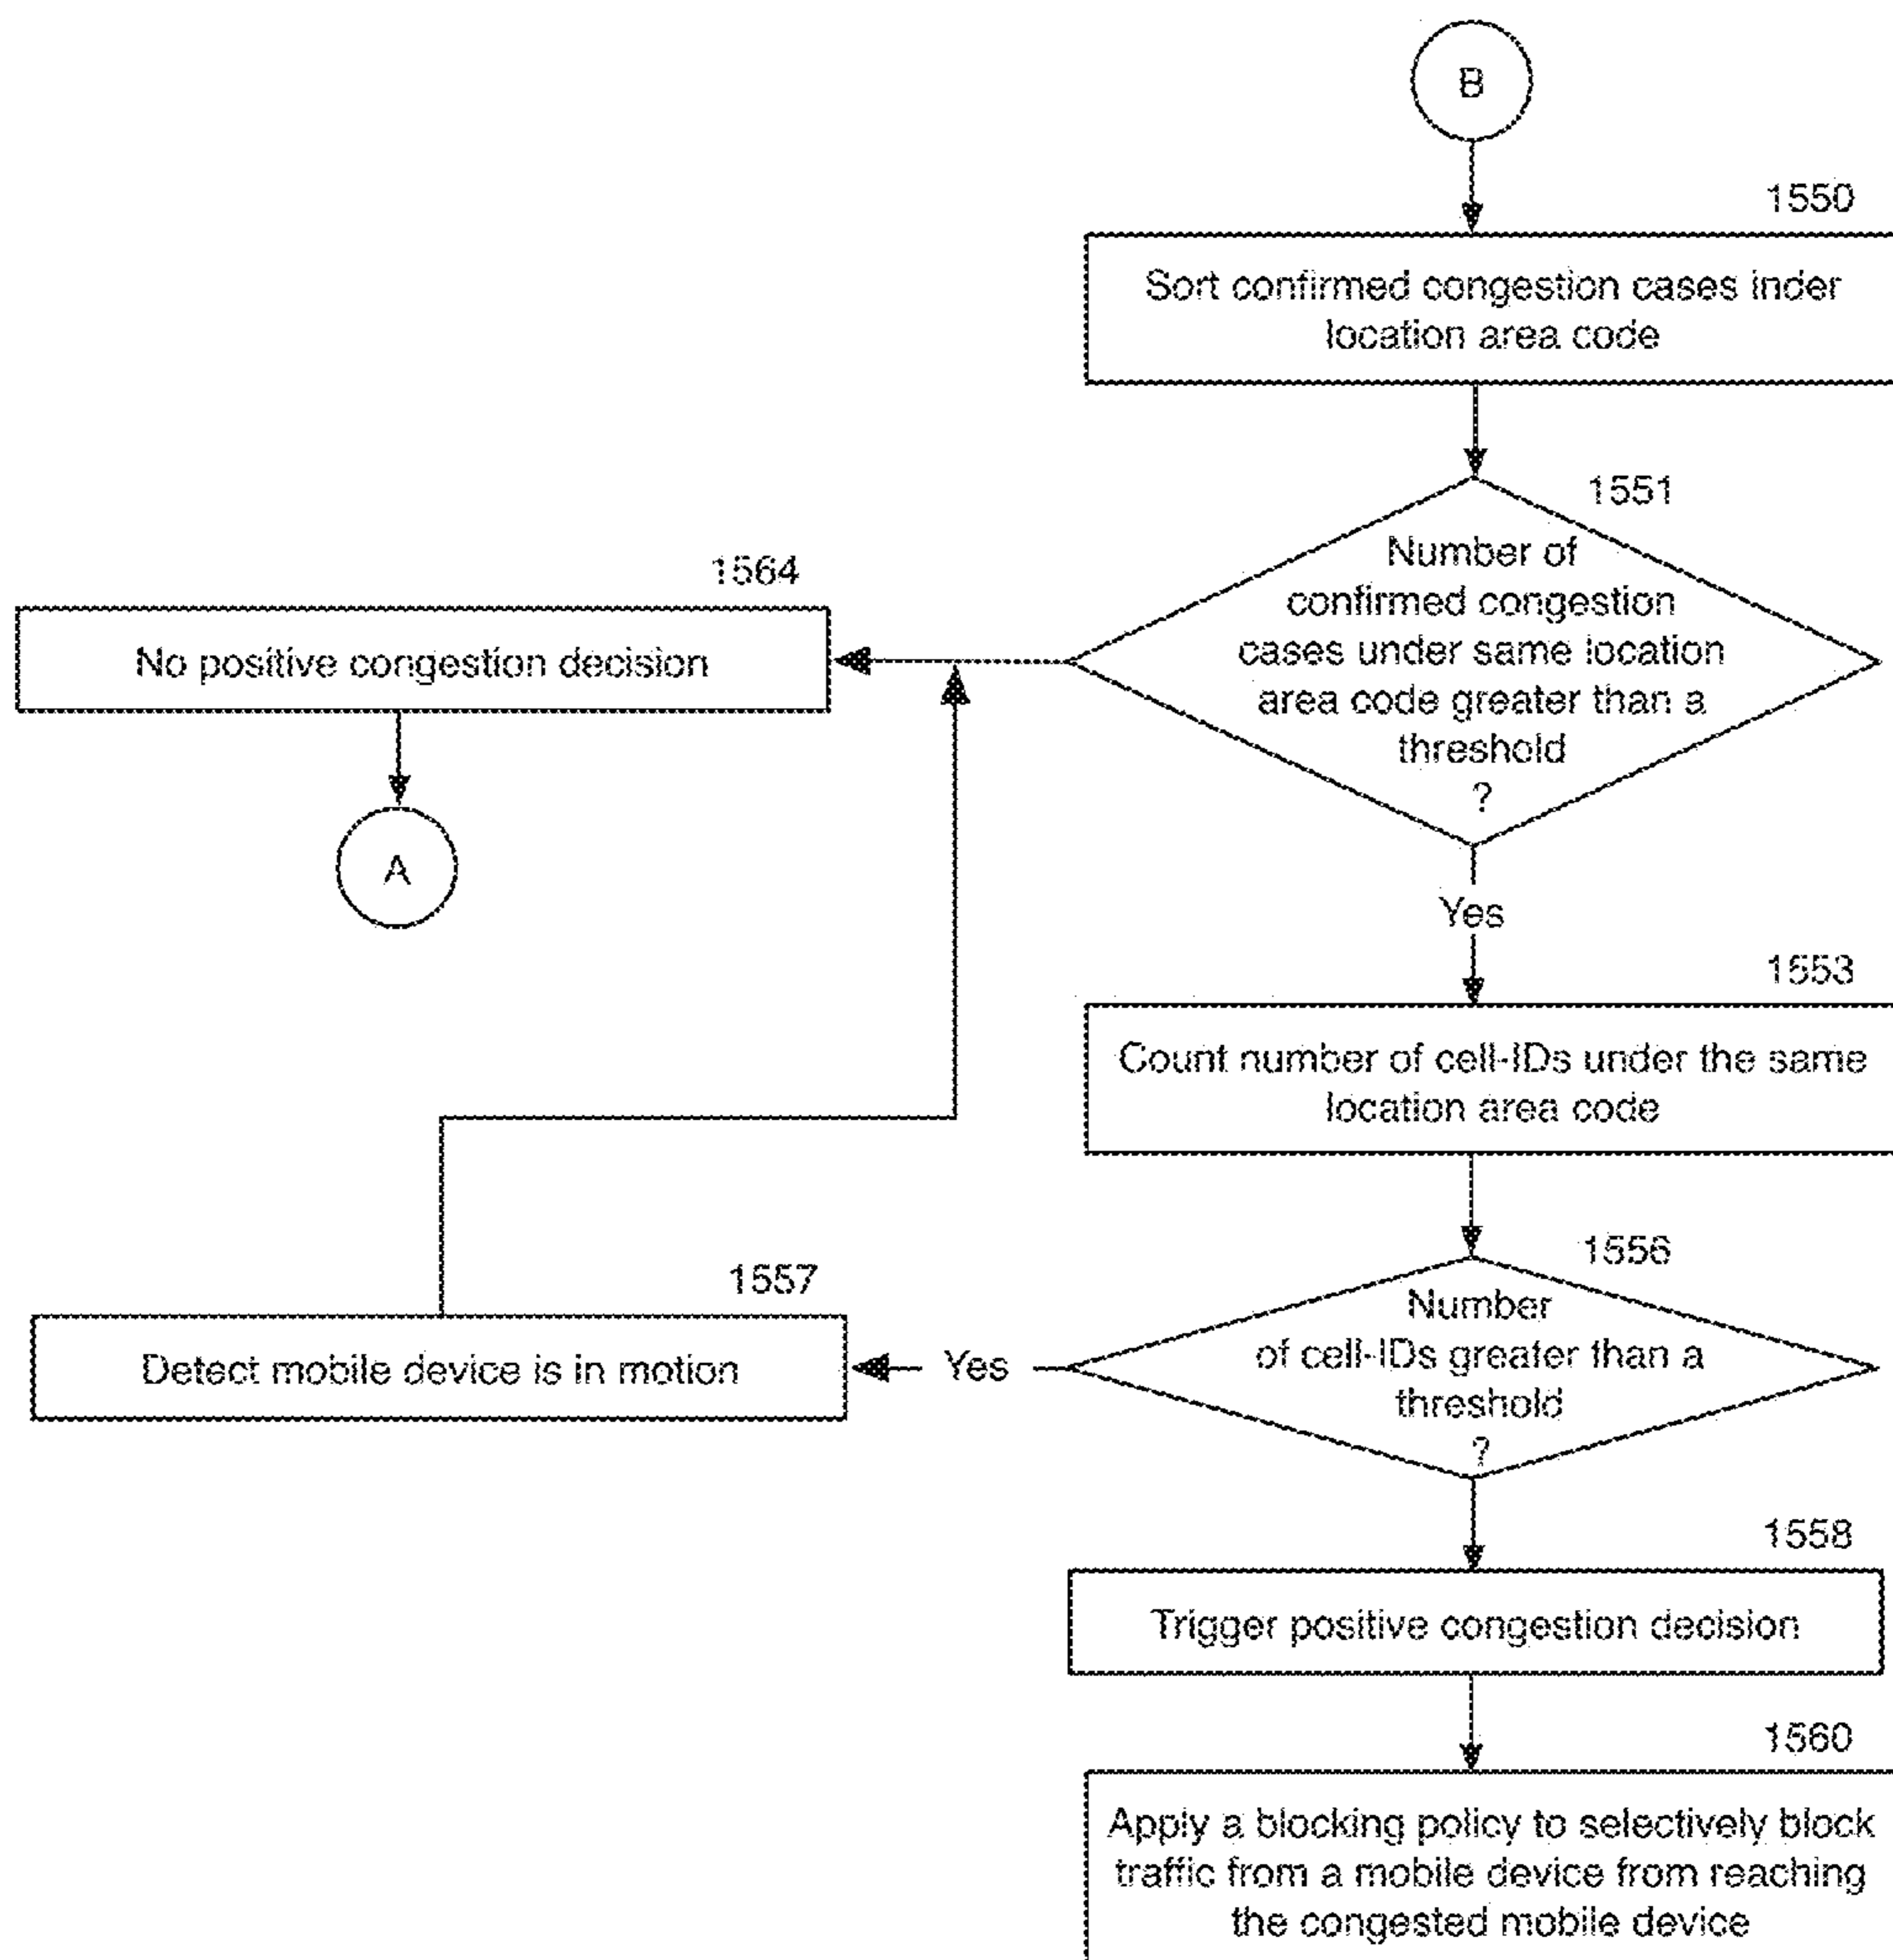 B
1550
Sort confirmed congestion cases inder
location area code
1551
Number of
confirmed congestion
cases under same location
area code greater than a
threshold
?
1564
No positive congestion decision
A
Yes
1553
Count number of cell-IDs under the same
location area code
1556
Number
of cell-IDs greater than a
threshold
?
Yes
1557
Detect mobile device is in motion
1558
Trigger positive congestion decision
1560
Apply a blocking policy to selectively block
traffic from a mobile device from reaching
the congested mobile device